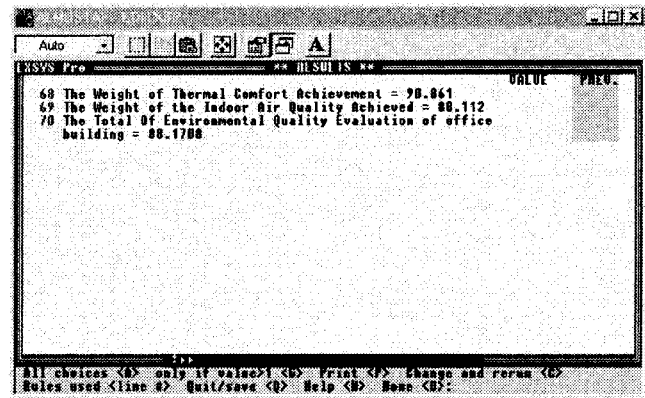 Auto A
EXSYS Pro ** RESULTS **
VALUE PREV.
68 The Weight of Thermal Comfort Achievement = 90.861
69 The Weight of the Indoor Air Quality Achieved = 88.112
70 The Total Of Environmental Quality Evaluation of office
building = 88.1708
All choices <A> only if value>1 <G> Print <P> Change and rerun <C>
Rules used <line #> Quit/save <Q> Help <H> Done <D>: